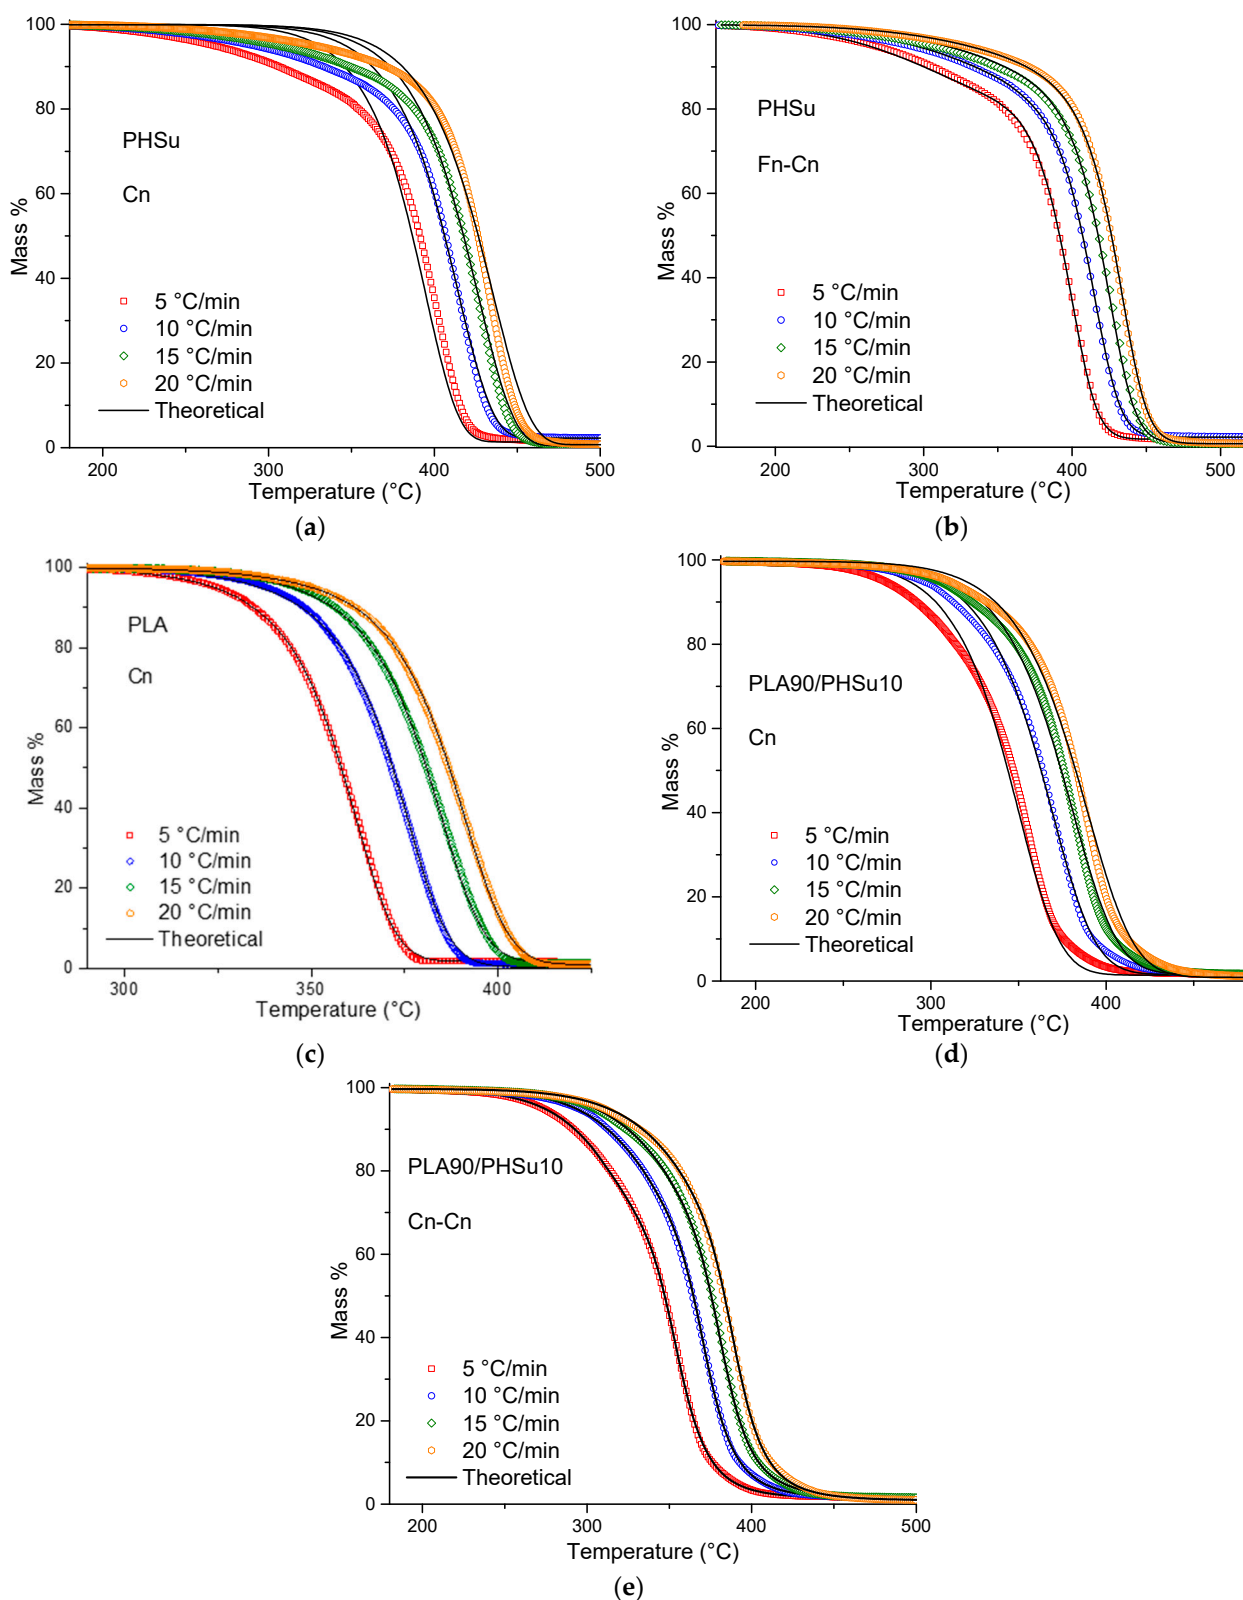 100
80
60
40
20
0
Mass %
PHSu
Cn
5 °C/min
10 °C/min
15 °C/min
20 °C/min
Theoretical
200
300
400
500
Temperature (°C)
(a)
100
80
60
40
20
0
Mass %
PHSu
Fn-Cn
5 °C/min
10 °C/min
15 °C/min
20 °C/min
Theoretical
200
300
400
500
Temperature (°C)
(b)
100
80
60
40
20
0
Mass %
PLA
Cn
5 °C/min
10 °C/min
15 °C/min
20 °C/min
Theoretical
300
350
400
Temperature (°C)
(c)
100
80
60
40
20
0
Mass %
PLA90/PHSu10
Cn
5 °C/min
10 °C/min
15 °C/min
20 °C/min
Theoretical
200
300
400
Temperature (°C)
(d)
100
80
60
40
20
0
Mass %
PLA90/PHSu10
Cn-Cn
5 °C/min
10 °C/min
15 °C/min
20 °C/min
Theoretical
200
300
400
500
Temperature (°C)
(e)